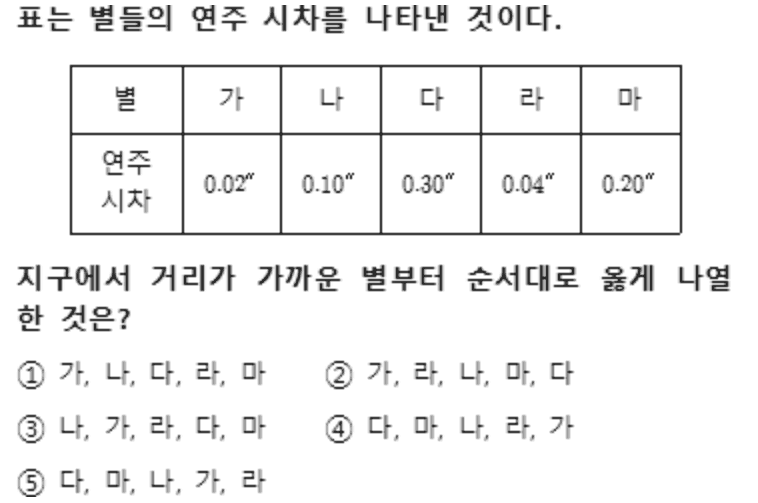 표는 별들의 연주 시차를 나타낸 것이다.
별 가 나 다 라 마
연주 시차 0.02″ 0.10″ 0.30″ 0.04″ 0.20″
지구에서 거리가 가까운 별부터 순서대로 옳게 나열
한 것은?
① 가, 나, 다, 라, 마 ② 가, 라, 나, 마, 다
③ 나, 가, 라, 다, 마 ④ 다, 마, 나, 라, 가
⑤ 다, 마, 나, 가, 라